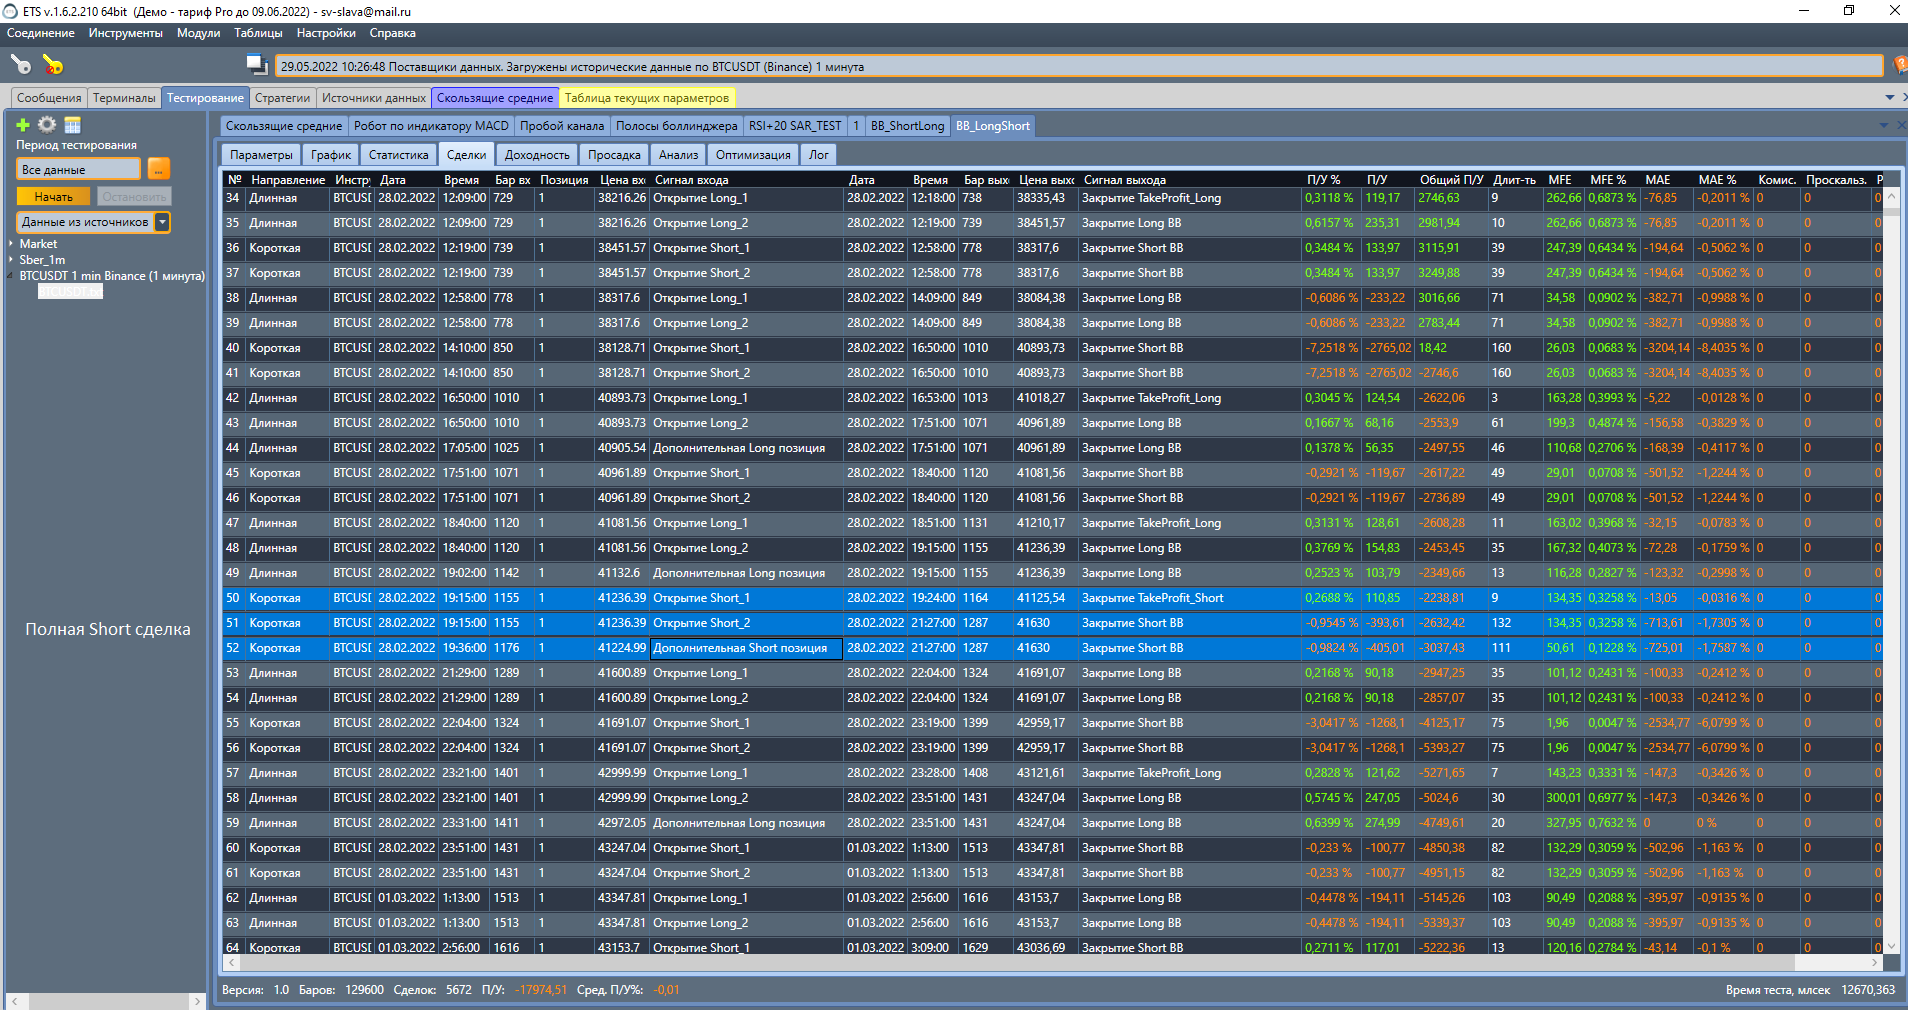 ETS v.1.6.2.210 64bit (Демо - тариф Pro до 09.06.2022) - sv-slava@mail.ru
Соединение Инструменты Модули Таблицы Настройки Справка
29.05.2022 10:26:48 Поставщики данных. Загружены исторические данные по BTCUSDT (Binance) 1 минута
Сообщения Терминалы Тестирование Стратегии Источники данных Скользящие средние Таблица текущих параметров
Скользящие средние Робот по индикатору MACD Пробой канала Полосы боллинджера RSI+20 SAR_TEST 1 BB_ShortLong BB_LongShort
Период тестирования
Все данные ...
Начать Остановить
Данные из источников
Market
Sber_1m
BTCUSDT 1 min Binance (1 минута)
BTCUSDT.txt
Полная Short сделка
Параметры График Статистика Сделки Доходность Просадка Анализ Оптимизация Лог
№ Направление Инстру Дата Время Бар вх Позиция Цена вх Сигнал входа Дата Время Бар вых Цена вых Сигнал выхода П/У % П/У Общий П/У Длит-ть MFE MFE % MAE MAE % Комис. Проскальз. Р
34 Длинная BTCUSD 28.02.2022 12:09:00 729 1 38216.26 Открытие Long_1 28.02.2022 12:18:00 738 38335,43 Закрытие TakeProfit_Long 0,3118 % 119,17 2746,63 9 262,66 0,6873 % -76,85 -0,2011 % 0 0 0
35 Длинная BTCUSD 28.02.2022 12:09:00 729 1 38216.26 Открытие Long_2 28.02.2022 12:19:00 739 38451,57 Закрытие Long BB 0,6157 % 235,31 2981,94 10 262,66 0,6873 % -76,85 -0,2011 % 0 0 0
36 Короткая BTCUSD 28.02.2022 12:19:00 739 1 38451.57 Открытие Short_1 28.02.2022 12:58:00 778 38317,6 Закрытие Short BB 0,3484 % 133,97 3115,91 39 247,39 0,6434 % -194,64 -0,5062 % 0 0 0
37 Короткая BTCUSD 28.02.2022 12:19:00 739 1 38451.57 Открытие Short_2 28.02.2022 12:58:00 778 38317,6 Закрытие Short BB 0,3484 % 133,97 3249,88 39 247,39 0,6434 % -194,64 -0,5062 % 0 0 0
38 Длинная BTCUSD 28.02.2022 12:58:00 778 1 38317.6 Открытие Long_1 28.02.2022 14:09:00 849 38084,38 Закрытие Long BB -0,6086 % -233,22 3016,66 71 34,58 0,0902 % -382,71 -0,9988 % 0 0 0
39 Длинная BTCUSD 28.02.2022 12:58:00 778 1 38317.6 Открытие Long_2 28.02.2022 14:09:00 849 38084,38 Закрытие Long BB -0,6086 % -233,22 2783,44 71 34,58 0,0902 % -382,71 -0,9988 % 0 0 0
40 Короткая BTCUSD 28.02.2022 14:10:00 850 1 38128.71 Открытие Short_1 28.02.2022 16:50:00 1010 40893,73 Закрытие Short BB -7,2518 % -2765,02 18,42 160 26,03 0,0683 % -3204,14 -8,4035 % 0 0 0
41 Короткая BTCUSD 28.02.2022 14:10:00 850 1 38128.71 Открытие Short_2 28.02.2022 16:50:00 1010 40893,73 Закрытие Short BB -7,2518 % -2765,02 -2746,6 160 26,03 0,0683 % -3204,14 -8,4035 % 0 0 0
42 Длинная BTCUSD 28.02.2022 16:50:00 1010 1 40893.73 Открытие Long_1 28.02.2022 16:53:00 1013 41018,27 Закрытие TakeProfit_Long 0,3045 % 124,54 -2622,06 3 163,28 0,3993 % -5,22 -0,0128 % 0 0 0
43 Длинная BTCUSD 28.02.2022 16:50:00 1010 1 40893.73 Открытие Long_2 28.02.2022 17:51:00 1071 40961,89 Закрытие Long BB 0,1667 % 68,16 -2553,9 61 199,3 0,4874 % -156,58 -0,3829 % 0 0 0
44 Длинная BTCUSD 28.02.2022 17:05:00 1025 1 40905.54 Дополнительная Long позиция 28.02.2022 17:51:00 1071 40961,89 Закрытие Long BB 0,1378 % 56,35 -2497,55 46 110,68 0,2706 % -168,39 -0,4117 % 0 0 0
45 Короткая BTCUSD 28.02.2022 17:51:00 1071 1 40961.89 Открытие Short_1 28.02.2022 18:40:00 1120 41081,56 Закрытие Short BB -0,2921 % -119,67 -2617,22 49 29,01 0,0708 % -501,52 -1,2244 % 0 0 0
46 Короткая BTCUSD 28.02.2022 17:51:00 1071 1 40961.89 Открытие Short_2 28.02.2022 18:40:00 1120 41081,56 Закрытие Short BB -0,2921 % -119,67 -2736,89 49 29,01 0,0708 % -501,52 -1,2244 % 0 0 0
47 Длинная BTCUSD 28.02.2022 18:40:00 1120 1 41081.56 Открытие Long_1 28.02.2022 18:51:00 1131 41210,17 Закрытие TakeProfit_Long 0,3131 % 128,61 -2608,28 11 163,02 0,3968 % -32,15 -0,0783 % 0 0 0
48 Длинная BTCUSD 28.02.2022 18:40:00 1120 1 41081.56 Открытие Long_2 28.02.2022 19:15:00 1155 41236,39 Закрытие Long BB 0,3769 % 154,83 -2453,45 35 167,32 0,4073 % -72,28 -0,1759 % 0 0 0
49 Длинная BTCUSD 28.02.2022 19:02:00 1142 1 41132.6 Дополнительная Long позиция 28.02.2022 19:15:00 1155 41236,39 Закрытие Long BB 0,2523 % 103,79 -2349,66 13 116,28 0,2827 % -123,32 -0,2998 % 0 0 0
50 Короткая BTCUSD 28.02.2022 19:15:00 1155 1 41236.39 Открытие Short_1 28.02.2022 19:24:00 1164 41125,54 Закрытие TakeProfit_Short 0,2688 % 110,85 -2238,81 9 134,35 0,3258 % -13,05 -0,0316 % 0 0 0
51 Короткая BTCUSD 28.02.2022 19:15:00 1155 1 41236.39 Открытие Short_2 28.02.2022 21:27:00 1287 41630 Закрытие Short BB -0,9545 % -393,61 -2632,42 132 134,35 0,3258 % -713,61 -1,7305 % 0 0 0
52 Короткая BTCUSD 28.02.2022 19:36:00 1176 1 41224.99 Дополнительная Short позиция 28.02.2022 21:27:00 1287 41630 Закрытие Short BB -0,9824 % -405,01 -3037,43 111 50,61 0,1228 % -725,01 -1,7587 % 0 0 0
53 Длинная BTCUSD 28.02.2022 21:29:00 1289 1 41600.89 Открытие Long_1 28.02.2022 22:04:00 1324 41691,07 Закрытие Long BB 0,2168 % 90,18 -2947,25 35 101,12 0,2431 % -100,33 -0,2412 % 0 0 0
54 Длинная BTCUSD 28.02.2022 21:29:00 1289 1 41600.89 Открытие Long_2 28.02.2022 22:04:00 1324 41691,07 Закрытие Long BB 0,2168 % 90,18 -2857,07 35 101,12 0,2431 % -100,33 -0,2412 % 0 0 0
55 Короткая BTCUSD 28.02.2022 22:04:00 1324 1 41691.07 Открытие Short_1 28.02.2022 23:19:00 1399 42959,17 Закрытие Short BB -3,0417 % -1268,1 -4125,17 75 1,96 0,0047 % -2534,77 -6,0799 % 0 0 0
56 Короткая BTCUSD 28.02.2022 22:04:00 1324 1 41691.07 Открытие Short_2 28.02.2022 23:19:00 1399 42959,17 Закрытие Short BB -3,0417 % -1268,1 -5393,27 75 1,96 0,0047 % -2534,77 -6,0799 % 0 0 0
57 Длинная BTCUSD 28.02.2022 23:21:00 1401 1 42999.99 Открытие Long_1 28.02.2022 23:28:00 1408 43121,61 Закрытие TakeProfit_Long 0,2828 % 121,62 -5271,65 7 143,23 0,3331 % -147,3 -0,3426 % 0 0 0
58 Длинная BTCUSD 28.02.2022 23:21:00 1401 1 42999.99 Открытие Long_2 28.02.2022 23:51:00 1431 43247,04 Закрытие Long BB 0,5745 % 247,05 -5024,6 30 300,01 0,6977 % -147,3 -0,3426 % 0 0 0
59 Длинная BTCUSD 28.02.2022 23:31:00 1411 1 42972.05 Дополнительная Long позиция 28.02.2022 23:51:00 1431 43247,04 Закрытие Long BB 0,6399 % 274,99 -4749,61 20 327,95 0,7632 % 0 0 % 0 0 0
60 Короткая BTCUSD 28.02.2022 23:51:00 1431 1 43247.04 Открытие Short_1 01.03.2022 1:13:00 1513 43347,81 Закрытие Short BB -0,233 % -100,77 -4850,38 82 132,29 0,3059 % -502,96 -1,163 % 0 0 0
61 Короткая BTCUSD 28.02.2022 23:51:00 1431 1 43247.04 Открытие Short_2 01.03.2022 1:13:00 1513 43347,81 Закрытие Short BB -0,233 % -100,77 -4951,15 82 132,29 0,3059 % -502,96 -1,163 % 0 0 0
62 Длинная BTCUSD 01.03.2022 1:13:00 1513 1 43347.81 Открытие Long_1 01.03.2022 2:56:00 1616 43153,7 Закрытие Long BB -0,4478 % -194,11 -5145,26 103 90,49 0,2088 % -395,97 -0,9135 % 0 0 0
63 Длинная BTCUSD 01.03.2022 1:13:00 1513 1 43347.81 Открытие Long_2 01.03.2022 2:56:00 1616 43153,7 Закрытие Long BB -0,4478 % -194,11 -5339,37 103 90,49 0,2088 % -395,97 -0,9135 % 0 0 0
64 Короткая BTCUSD 01.03.2022 2:56:00 1616 1 43153.7 Открытие Short_1 01.03.2022 3:09:00 1629 43036,69 Закрытие Short BB 0,2711 % 117,01 -5222,36 13 120,16 0,2784 % -43,14 -0,1 % 0 0 0
Версия: 1.0 Баров: 129600 Сделок: 5672 П/У: -17974,51 Сред. П/У%: -0,01 Время теста, млсек 12670,363